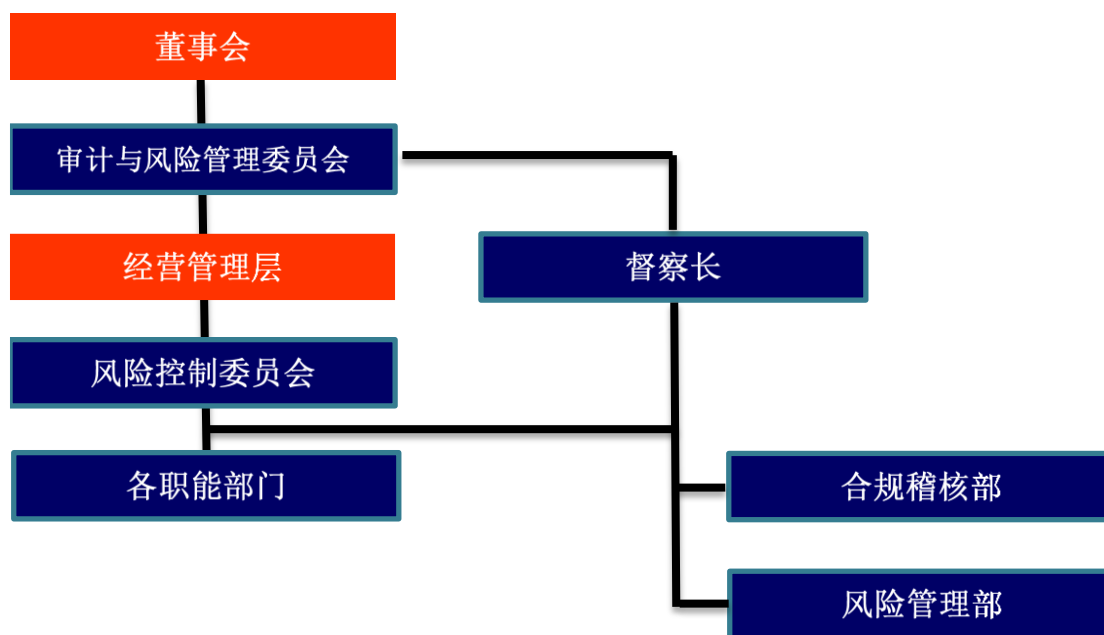 董事会
审计与风险管理委员会
经营管理层
督察长
风险控制委员会
各职能部门
合规稽核部
风险管理部